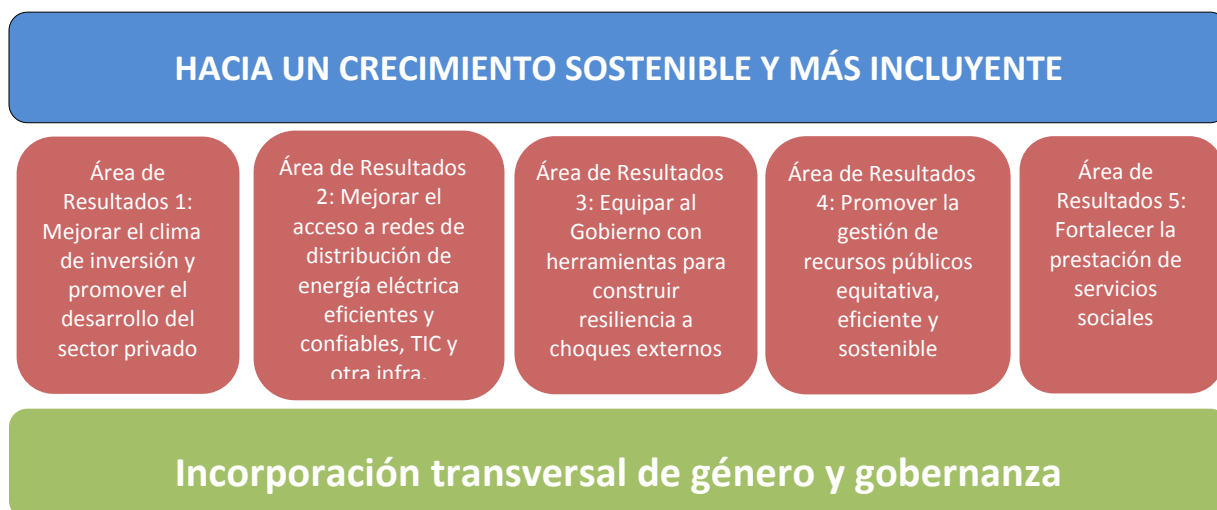 HACIA UN CRECIMIENTO SOSTENIBLE Y MÁS INCLUYENTE
Área de
Resultados 1:
Mejorar el clima
de inversión y
promover el
desarrollo del
sector privado
Área de Resultados
2: Mejorar el
acceso a redes de
distribución de
energía eléctrica
eficientes y
confiables, TIC y
otra infra.
Área de Resultados
3: Equipar al
Gobierno con
herramientas para
construir
resiliencia a
choques externos
Área de Resultados
4: Promover la
gestión de
recursos públicos
equitativa,
eficiente y
sostenible
Área de
Resultados 5:
Fortalecer la
prestación de
servicios
sociales
Incorporación transversal de género y gobernanza